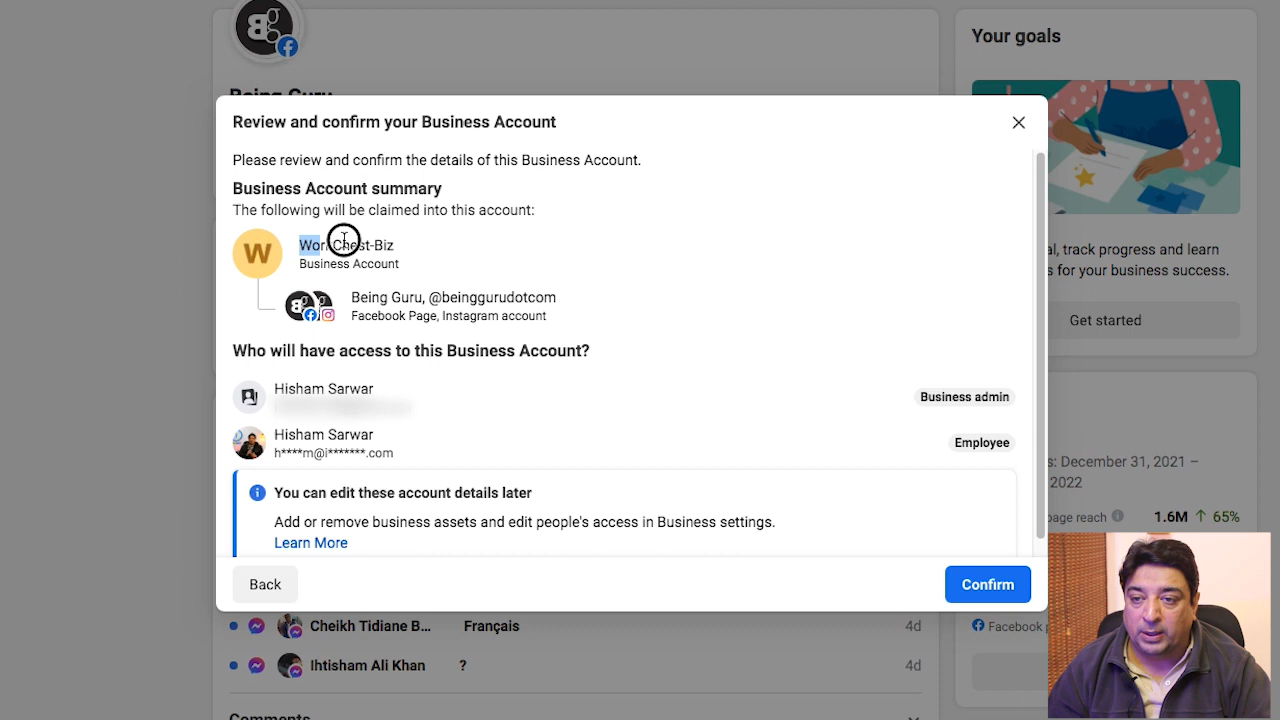 Your goals
Review and confirm your Business Account
Please review and confirm the details of this Business Account.
Business Account summary
The following will be claimed into this account:
W
WorkChest-Biz
Business Account
Being Guru, @beinggurudotcom
Facebook Page, Instagram account
Who will have access to this Business Account?
Hisham Sarwar
Business admin
Hisham Sarwar
h****m@i*******.com
Employee
You can edit these account details later
Add or remove business assets and edit people's access in Business settings.
Learn More
Back
Confirm
al, track progress and learn
s for your business success.
Get started
s: December 31, 2021 –
2022
page reach
1.6M ↑ 65%
Facebook
Cheikh Tidiane B... Français 4d
Ihtisham Ali Khan ? 4d
Comments